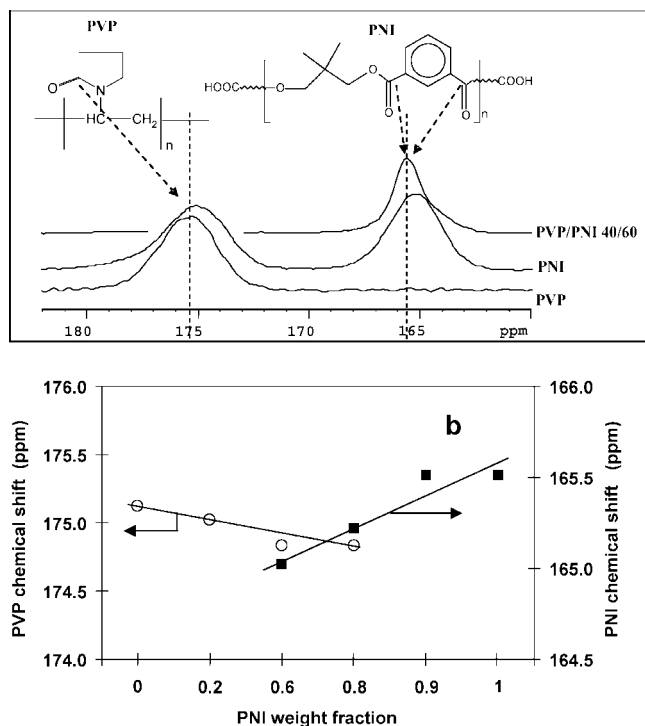 PVP
PNI
O
N
HC
CH2
n
HOOC
O
O
O
O
COOH
n
PVP/PNI 40/60
PNI
PVP
180 175 170 165 ppm
b
176.0
175.5
175.0
174.5
174.0
PVP chemical shift (ppm)
166.0
165.5
165.0
164.5
PNI chemical shift (ppm)
0 0.2 0.6 0.8 0.9 1
PNI weight fraction